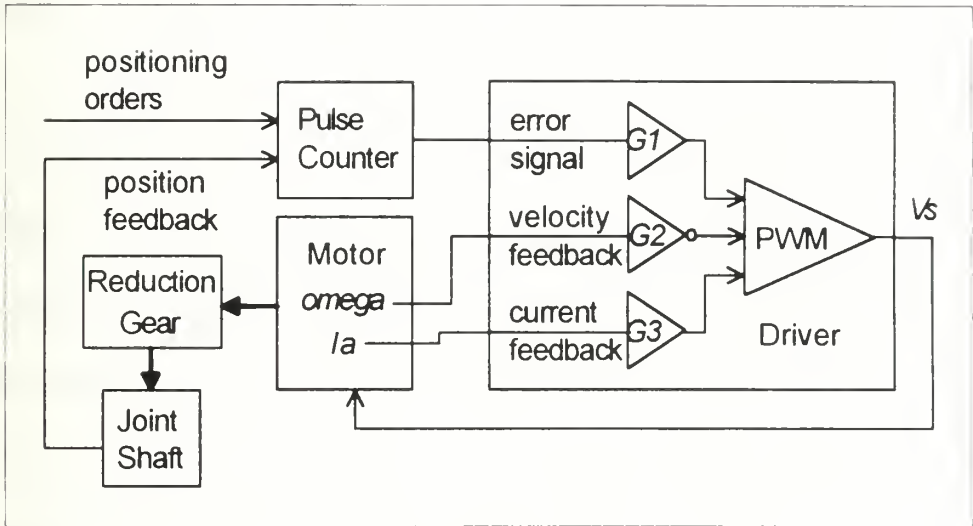 positioning
orders
Pulse
Counter
position
feedback
error
signal
G1
velocity
feedback
G2
PWM
Vs
Motor
omega
Ia
Reduction
Gear
current
feedback
G3
Driver
Joint
Shaft